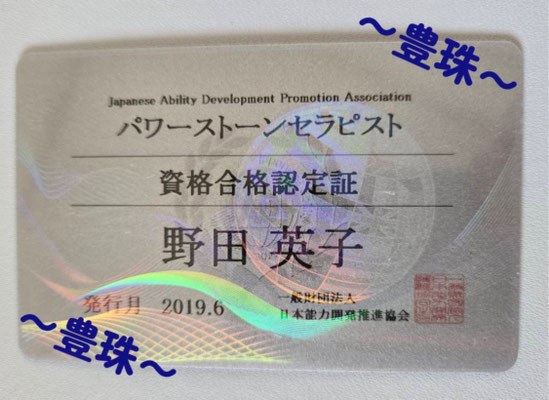 ～豊珠～
Japanese Ability Development Promotion Association
パワーストーンセラピスト
資格合格認定証
野田 英子
発行月 2019.6
一般財団法人
日本能力開発推進協会
～豊珠～